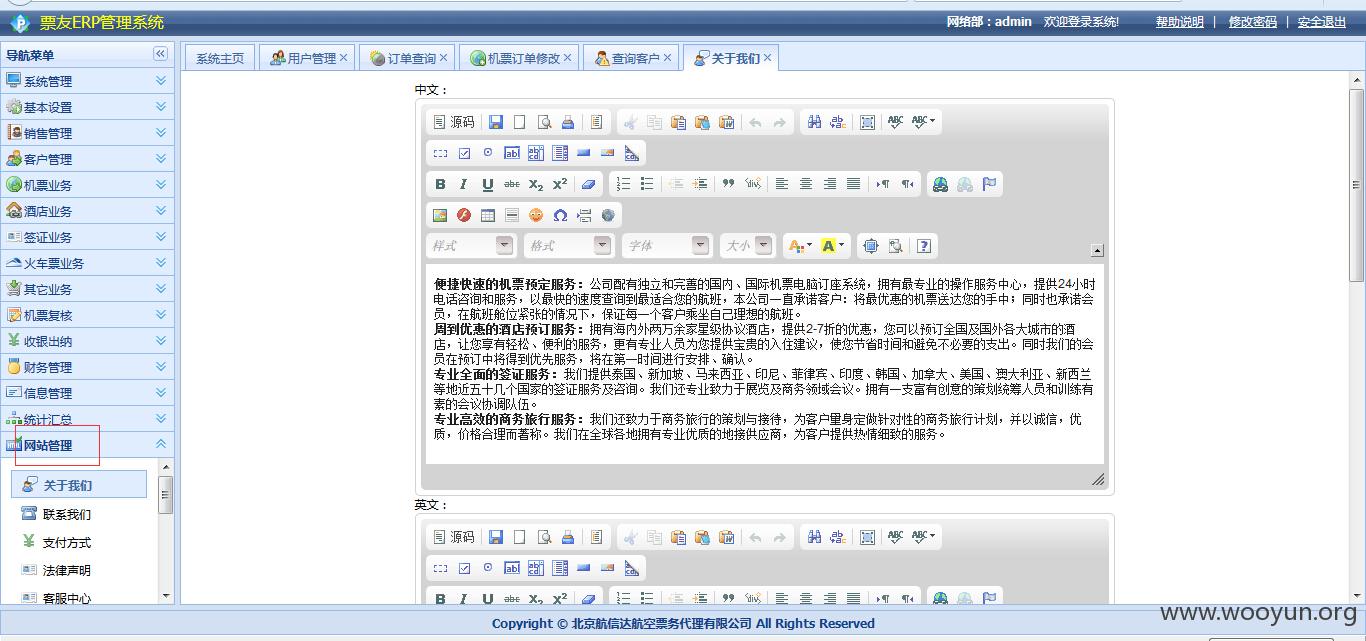 票友ERP管理系统
网络部：admin 欢迎登录系统! 帮助说明 | 修改密码 | 安全退出
导航菜单
系统主页 用户管理 订单查询 机票订单修改 查询客户 关于我们
系统管理
基本设置
销售管理
客户管理
机票业务
酒店业务
签证业务
火车票业务
其它业务
机票复核
收银出纳
财务管理
信息管理
统计汇总
网站管理
关于我们
联系我们
支付方式
法律声明
客服中心
中文：
源码
样式 格式 字体 大小
便捷快速的机票预定服务：公司配有独立和完善的国内、国际机票电脑订座系统，拥有最专业的操作服务中心，提供24小时
电话咨询和服务，以最快的速度查询到最适合您的航班，本公司一直承诺客户：将最优惠的机票送达您的手中；同时也承诺会
员，在航班舱位紧张的情况下，保证每一个客户乘坐自己理想的航班。
周到优惠的酒店预订服务：拥有海内外两万余家星级协议酒店，提供2-7折的优惠，您可以预订全国及国外各大城市的酒
店，让您享有轻松、便利的服务，更有专业人员为您提供宝贵的入住建议，使您节省时间和避免不必要的支出。同时我们的会
员在预订中将得到优先服务，将在第一时间进行安排、确认。
专业全面的签证服务：我们提供泰国、新加坡、马来西亚、印尼、菲律宾、印度、韩国、加拿大、美国、澳大利亚、新西兰
等地近五十几个国家的签证服务及咨询。我们还专业致力于展览及商务领域会议。拥有一支富有创意的策划统筹人员和训练有
素的会议协调队伍。
专业高效的商务旅行服务：我们还致力于商务旅行的策划与接待，为客户量身定做针对性的商务旅行计划，并以诚信，优
质，价格合理而著称。我们在全球各地拥有专业优质的地接供应商，为客户提供热情细致的服务。
英文：
源码
Copyright © 北京航信达航空票务代理有限公司 All Rights Reserved
www.wooyun.org